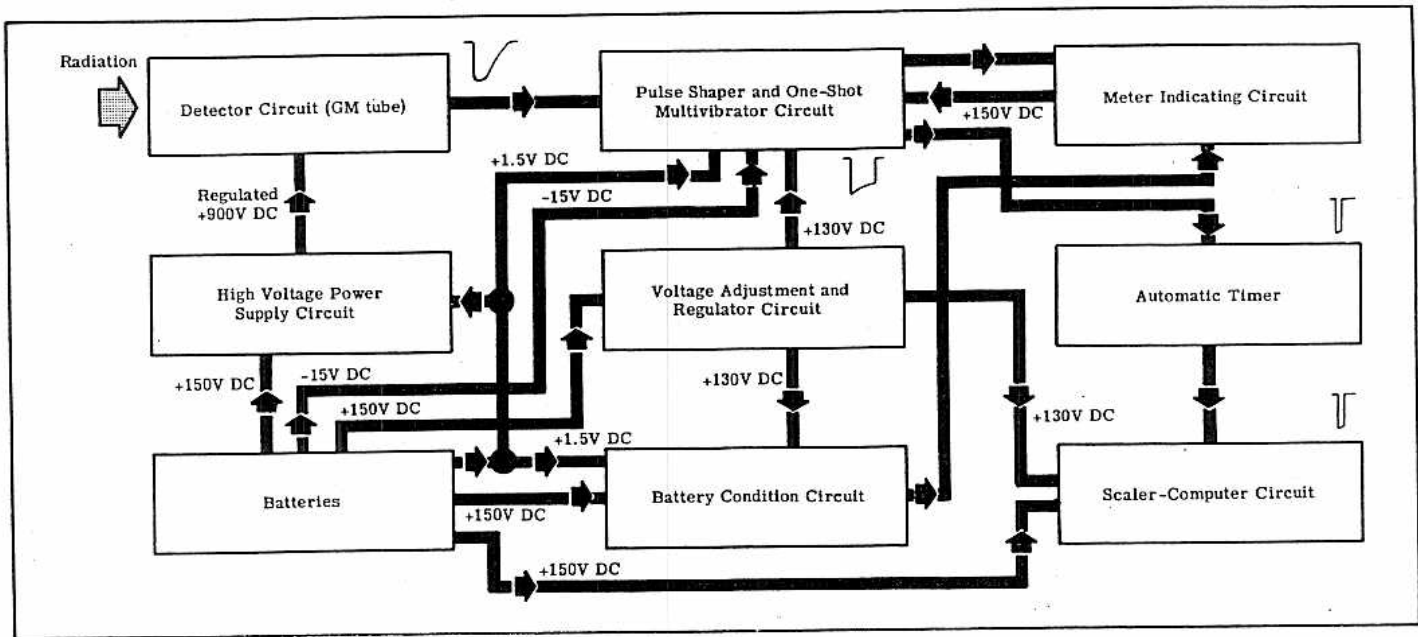 Radiation
Detector Circuit (GM tube)
Pulse Shaper and One-Shot
Multivibrator Circuit
Meter Indicating Circuit
+150V DC
+1.5V DC
-15V DC
Regulated
+900V DC
+130V DC
High Voltage Power
Supply Circuit
Voltage Adjustment and
Regulator Circuit
Automatic Timer
+150V DC
-15V DC
+150V DC
+130V DC
+130V DC
+1.5V DC
Batteries
Battery Condition Circuit
Scaler-Computer Circuit
+150V DC
+150V DC